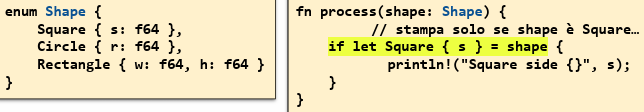 enum Shape {
    Square { s: f64 },
    Circle { r: f64 },
    Rectangle { w: f64, h: f64 }
}
fn process(shape: Shape) {
        // stampa solo se shape è Square…
    if let Square { s } = shape {
            println!("Square side {}", s);
    }
}